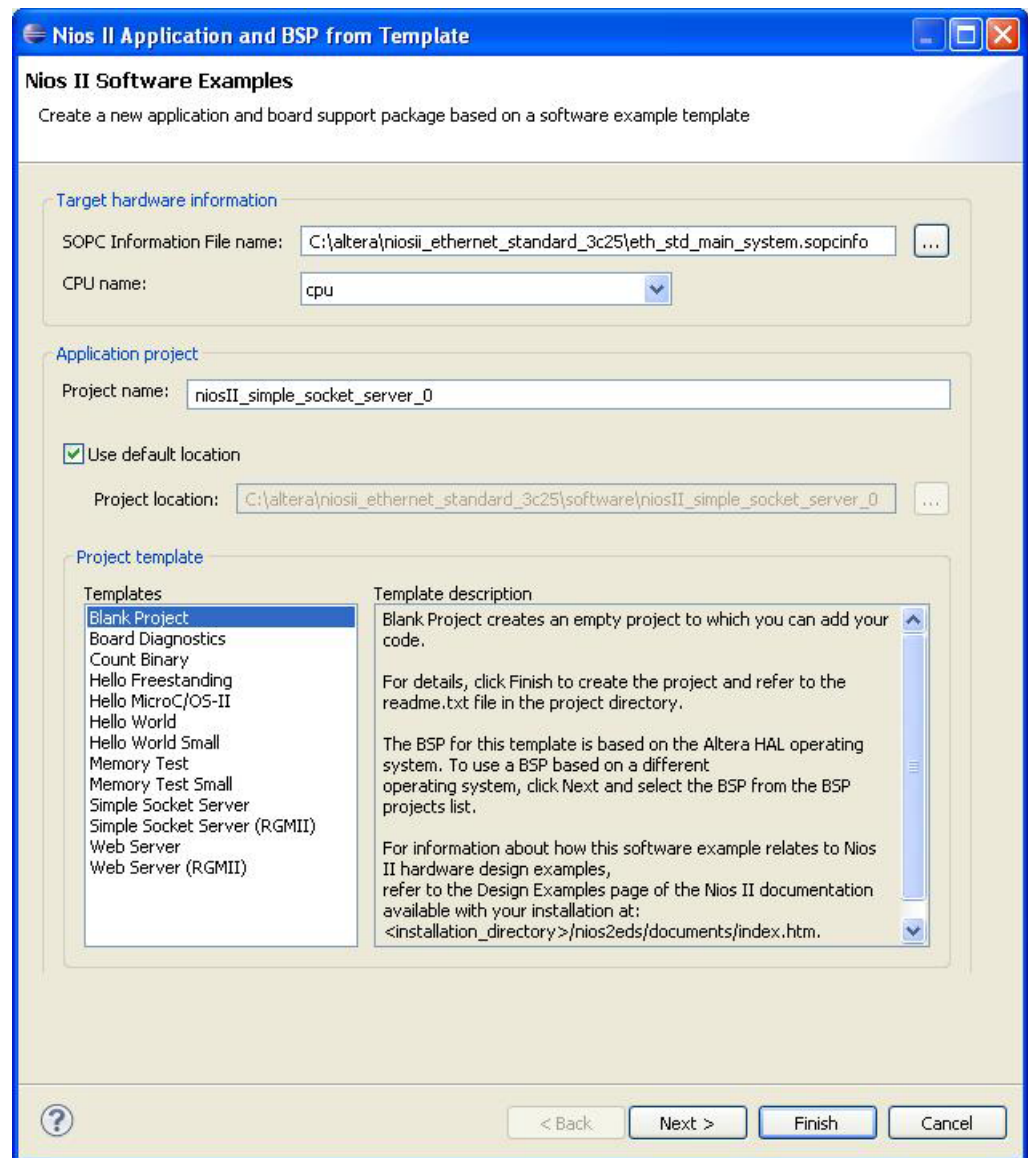 Nios II Application and BSP from Template
Nios II Software Examples
Create a new application and board support package based on a software example template
Target hardware information
SOPC Information File name: C:\altera\niosii_ethernet_standard_3c25\eth_std_main_system.sopcinfo ...
CPU name: cpu
Application project
Project name: niosII_simple_socket_server_0
Use default location
Project location: C:\altera\niosii_ethernet_standard_3c25\software\niosII_simple_socket_server_0 ...
Project template
Templates
Blank Project
Board Diagnostics
Count Binary
Hello Freestanding
Hello MicroC/OS-II
Hello World
Hello World Small
Memory Test
Memory Test Small
Simple Socket Server
Simple Socket Server (RGMII)
Web Server
Web Server (RGMII)
Template description
Blank Project creates an empty project to which you can add your
code.
For details, click Finish to create the project and refer to the
readme.txt file in the project directory.
The BSP for this template is based on the Altera HAL operating
system. To use a BSP based on a different
operating system, click Next and select the BSP from the BSP
projects list.
For information about how this software example relates to Nios
II hardware design examples,
refer to the Design Examples page of the Nios II documentation
available with your installation at:
<installation_directory>/nios2eds/documents/index.htm.
? < Back Next > Finish Cancel